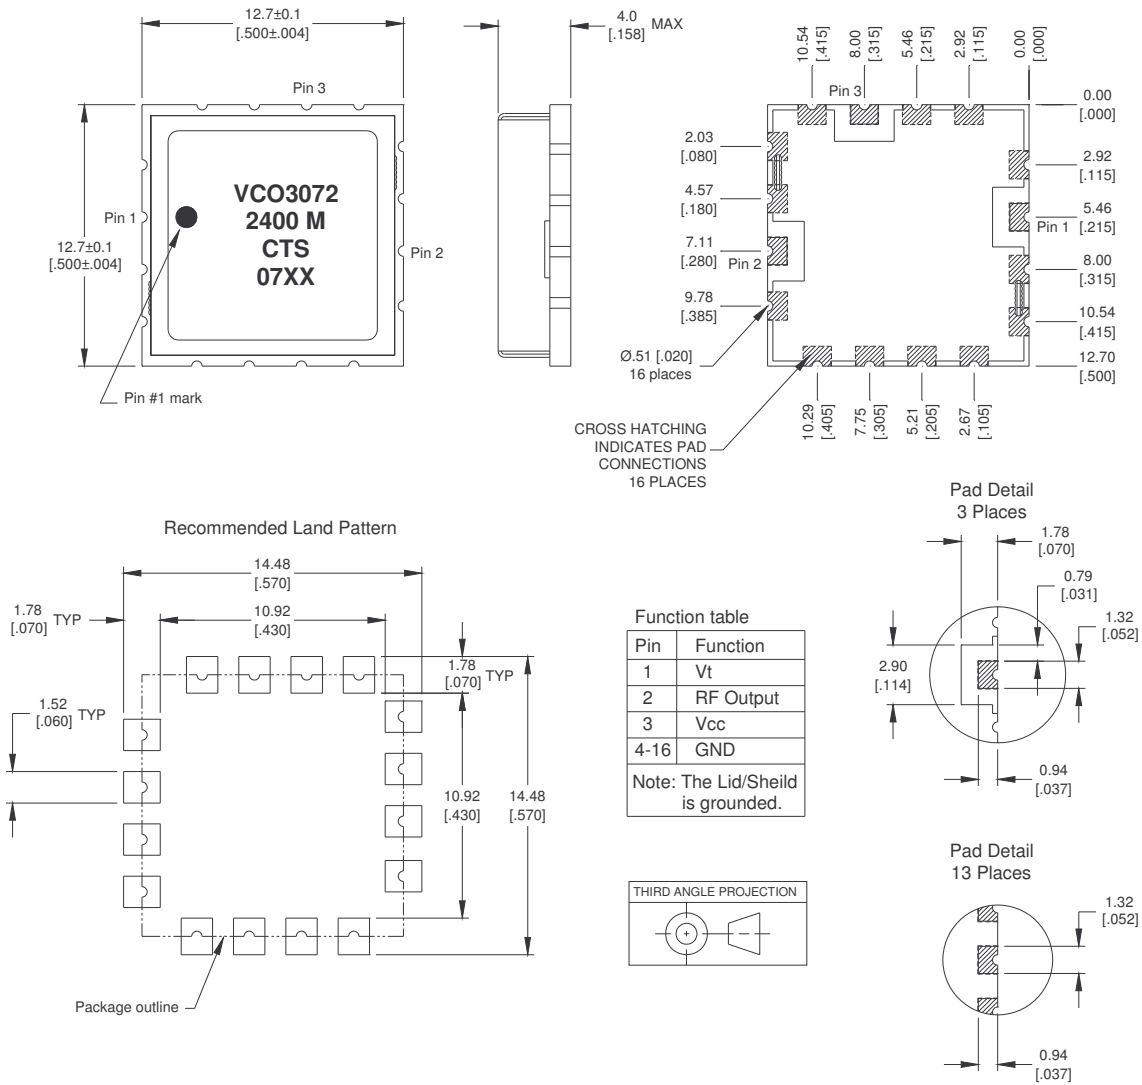 12.7±0.1
[.500±.004]
4.0
[.158]
MAX
Pin 3
12.7±0.1
[.500±.004]
Pin 1
VCO3072
2400 M
CTS
07XX
Pin 2
Pin #1 mark
10.54
[.415]
8.00
[.315]
5.46
[.215]
2.92
[.115]
0.00
[.000]
Pin 3
0.00
[.000]
2.03
[.080]
4.57
[.180]
7.11
[.280]
Pin 2
9.78
[.385]
2.92
[.115]
5.46
[.215]
Pin 1
8.00
[.315]
10.54
[.415]
12.70
[.500]
Ø.51 [.020]
16 places
10.29
[.405]
7.75
[.305]
5.21
[.205]
2.67
[.105]
CROSS HATCHING
INDICATES PAD
CONNECTIONS
16 PLACES
Recommended Land Pattern
14.48
[.570]
1.78
[.070]
TYP
10.92
[.430]
1.78
[.070]
TYP
1.52
[.060]
TYP
10.92
[.430]
14.48
[.570]
Package outline
Function table
Pin Function
1 Vt
2 RF Output
3 Vcc
4-16 GND
Note: The Lid/Sheild
is grounded.
THIRD ANGLE PROJECTION
Pad Detail
3 Places
1.78
[.070]
0.79
[.031]
1.32
[.052]
2.90
[.114]
0.94
[.037]
Pad Detail
13 Places
1.32
[.052]
0.94
[.037]